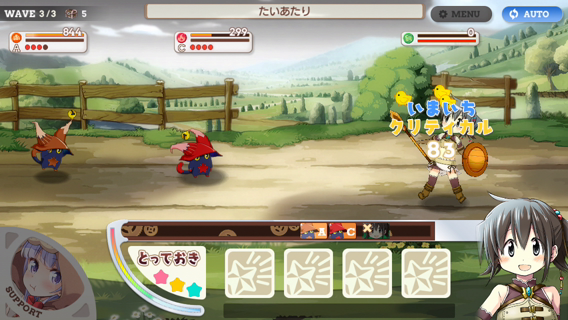 WAVE 3/3
5
たいあたり
MENU
AUTO
844
A
299
C
0
いまいち
クリティカル
83
C
とっておき
SUPPORT